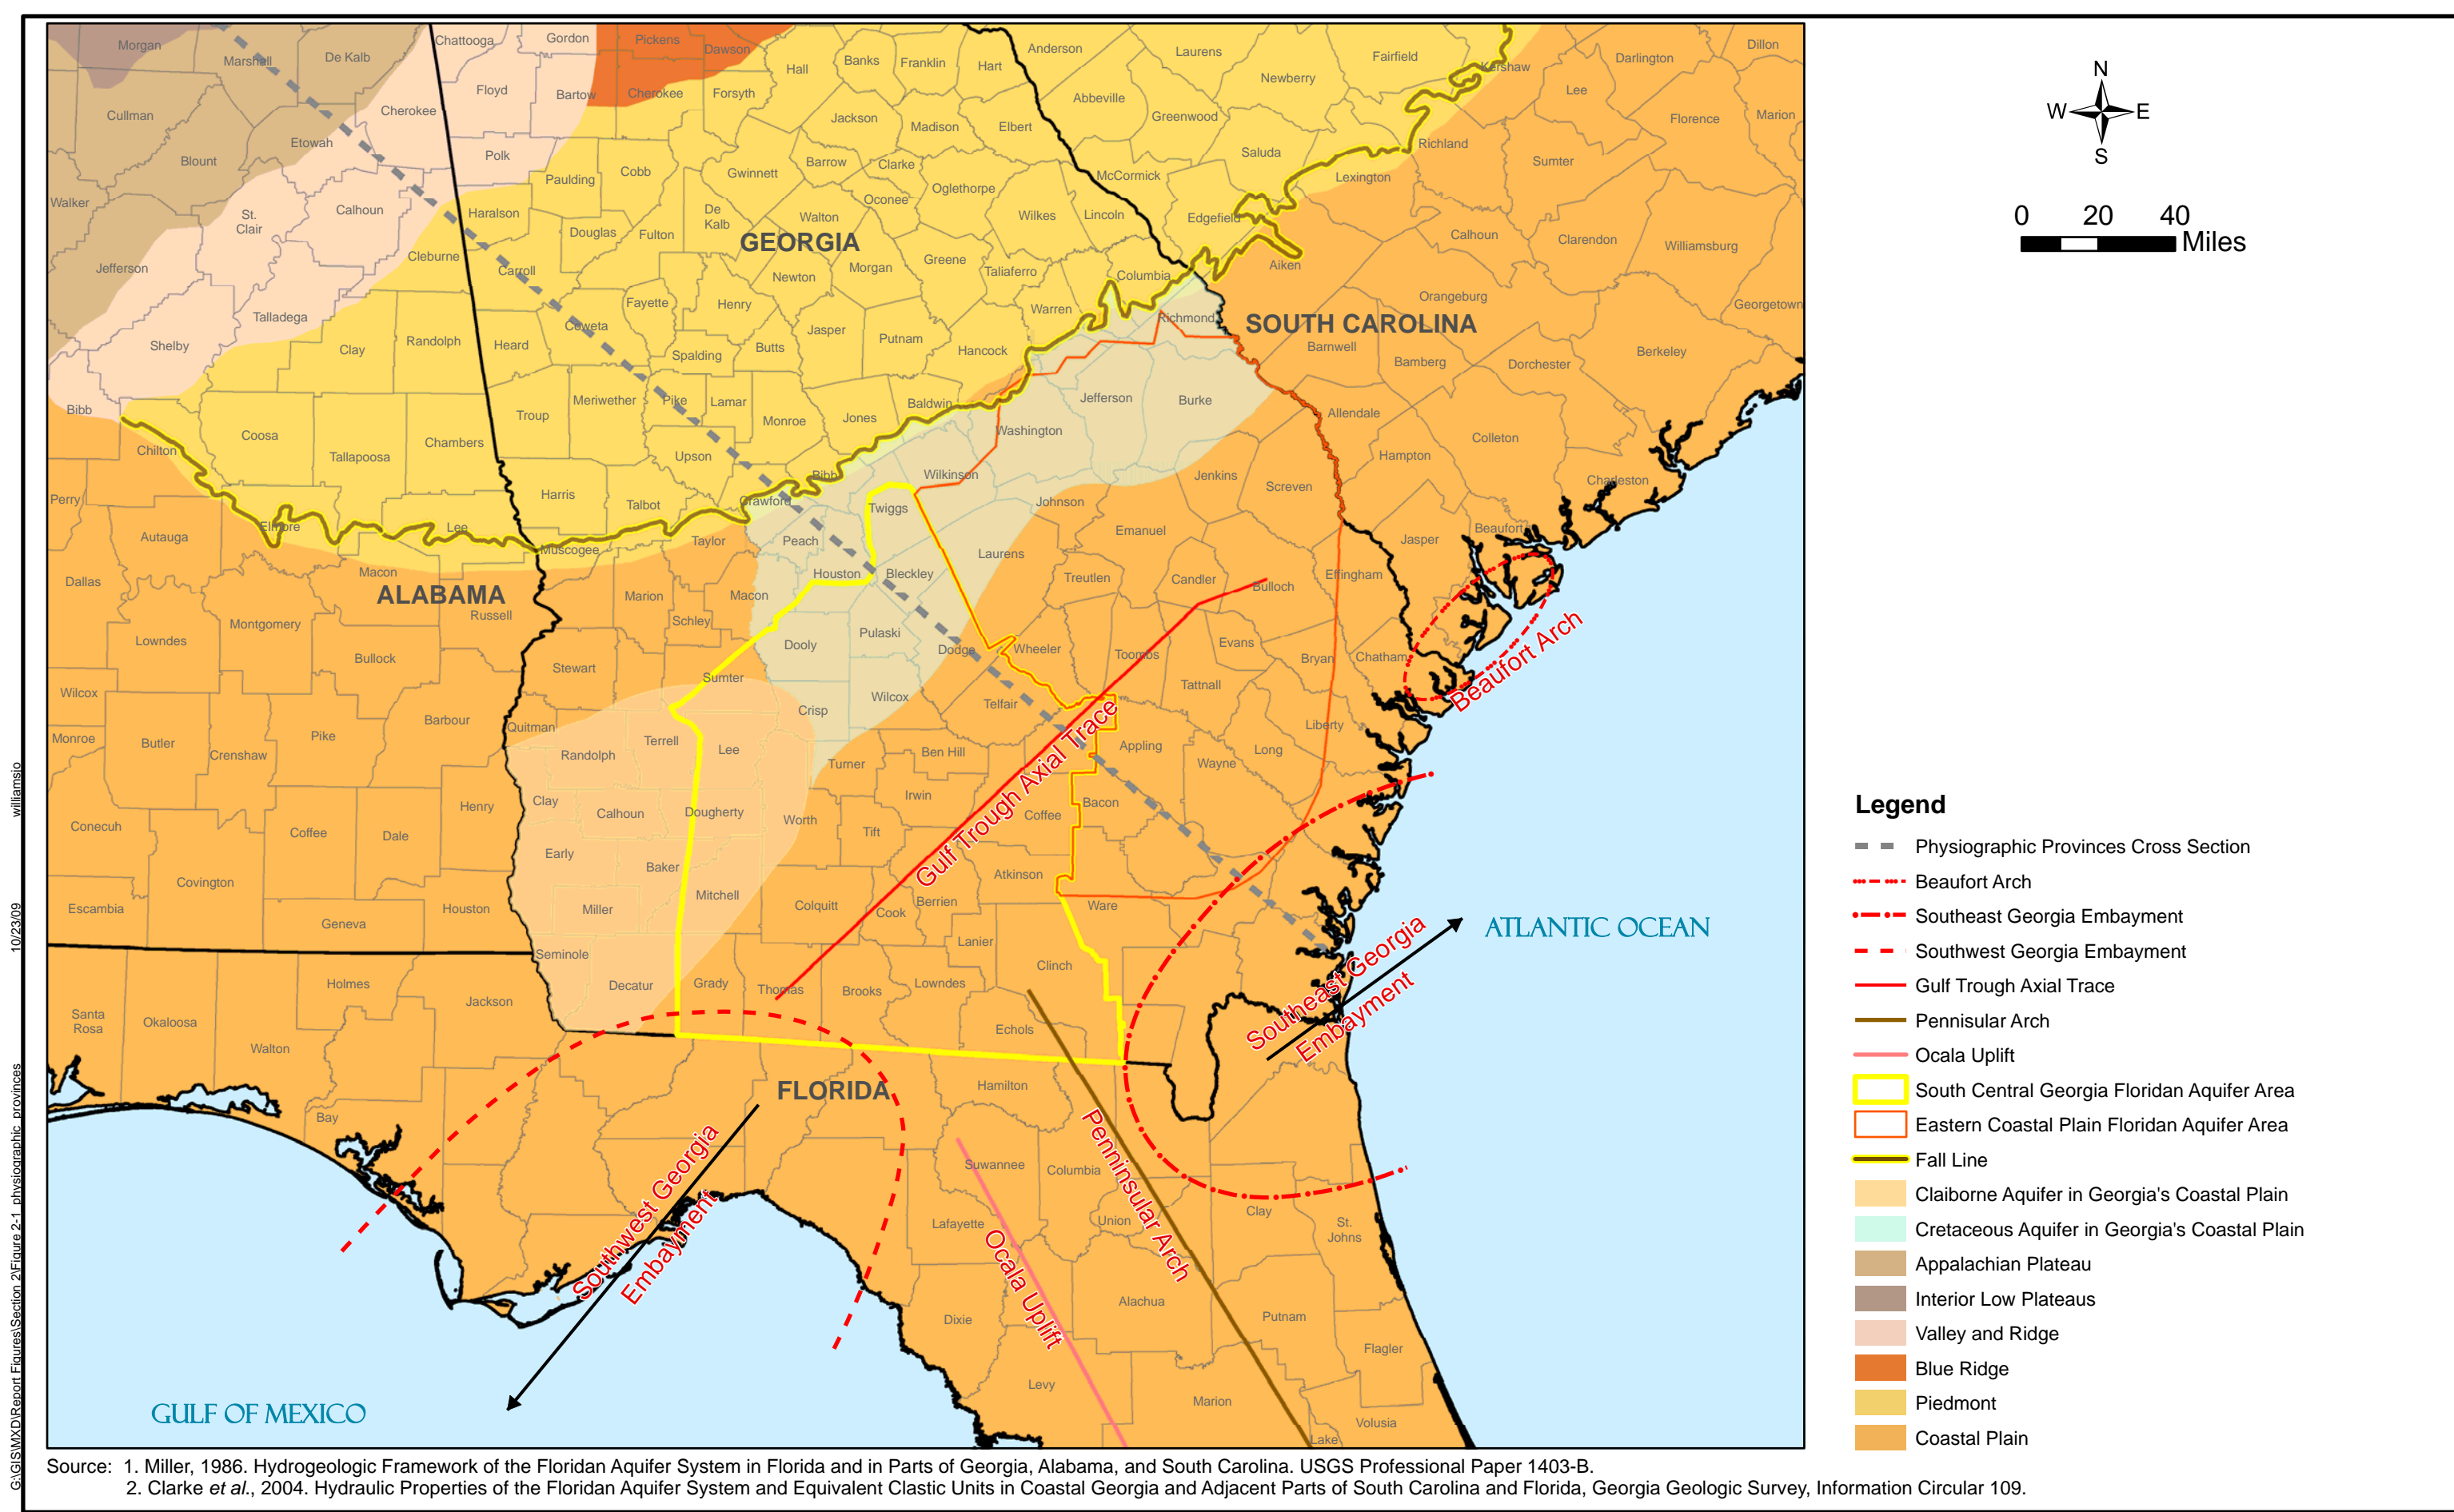 Morgan
Marshall
De Kalb
Chattooga
Gordon
Pickens
Dawson
Hall
Banks
Franklin
Hart
Anderson
Laurens
Newberry
Fairfield
Kershaw
Darlington
Dillon
Cullman
Cherokee
Floyd
Bartow
Cherokee
Forsyth
Jackson
Madison
Elbert
Abbeville
Greenwood
Lee
Florence
Marion
Blount
Etowah
Polk
Paulding
Cobb
Gwinnett
Barrow
Clarke
Oglethorpe
McCormick
Saluda
Lexington
Richland
Sumter
Walker
St.
Clair
Calhoun
Haralson
Douglas
Fulton
De
Kalb
Walton
Oconee
Wilkes
Lincoln
Edgefield
Calhoun
Clarendon
Williamsburg
GEORGIA
Jefferson
Cleburne
Carroll
Newton
Morgan
Greene
Taliaferro
Columbia
Aiken
Orangeburg
Georgetown
Talladega
Fayette
Henry
Coweta
Jasper
Putnam
Warren
Richmond
SOUTH CAROLINA
Shelby
Clay
Randolph
Heard
Spalding
Butts
Hancock
Barnwell
Bamberg
Dorchester
Berkeley
Bibb
Troup
Meriwether
Pike
Lamar
Monroe
Jones
Baldwin
Washington
Jefferson
Burke
Allendale
Colleton
Chilton
Coosa
Tallapoosa
Chambers
Upson
Bibb
Wilkinson
Hampton
Charleston
Perry
Harris
Talbot
Crawford
Twiggs
Johnson
Jenkins
Screven
Autauga
Elmore
Lee
Muscogee
Taylor
Peach
Laurens
Emanuel
Jasper
Beaufort
Dallas
Macon
ALABAMA
Russell
Marion
Macon
Houston
Bleckley
Treutlen
Candler
Bulloch
Effingham
Lowndes
Montgomery
Bullock
Stewart
Schley
Dooly
Pulaski
Dodge
Wheeler
Toombs
Evans
Bryan
Chatham
Beaufort Arch
Wilcox
Sumter
Crisp
Wilcox
Telfair
Tattnall
Monroe
Butler
Crenshaw
Pike
Barbour
Quitman
Randolph
Terrell
Lee
Turner
Ben Hill
Appling
Wayne
Long
Liberty
Gulf Trough Axial Trace
Conecuh
Coffee
Dale
Henry
Clay
Calhoun
Dougherty
Worth
Tift
Irwin
Coffee
Bacon
Escambia
Covington
Geneva
Houston
Early
Baker
Miller
Mitchell
Colquitt
Cook
Berrien
Atkinson
Ware
Lanier
Seminole
Decatur
Grady
Thomas
Brooks
Lowndes
Clinch
Echols
Southeast Georgia
Embayment
ATLANTIC OCEAN
Santa
Rosa
Okaloosa
Walton
Holmes
Jackson
Bay
FLORIDA
Hamilton
Suwannee
Columbia
Lafayette
Union
Clay
St.
Johns
Dixie
Alachua
Putnam
Flagler
Levy
Marion
Volusia
Lake
Southwest Georgia
Embayment
Ocala Uplift
Penninsular Arch
GULF OF MEXICO
N
W
E
S
0 20 40
Miles
Legend
Physiographic Provinces Cross Section
Beaufort Arch
Southeast Georgia Embayment
Southwest Georgia Embayment
Gulf Trough Axial Trace
Pennisular Arch
Ocala Uplift
South Central Georgia Floridan Aquifer Area
Eastern Coastal Plain Floridan Aquifer Area
Fall Line
Claiborne Aquifer in Georgia's Coastal Plain
Cretaceous Aquifer in Georgia's Coastal Plain
Appalachian Plateau
Interior Low Plateaus
Valley and Ridge
Blue Ridge
Piedmont
Coastal Plain
Source: 1. Miller, 1986. Hydrogeologic Framework of the Floridan Aquifer System in Florida and in Parts of Georgia, Alabama, and South Carolina. USGS Professional Paper 1403-B.
2. Clarke et al., 2004. Hydraulic Properties of the Floridan Aquifer System and Equivalent Clastic Units in Coastal Georgia and Adjacent Parts of South Carolina and Florida, Georgia Geologic Survey, Information Circular 109.
G:\GIS\MXD\Report Figures\Section 2\Figure 2-1 physiographic provinces 10/23/09 williamsio